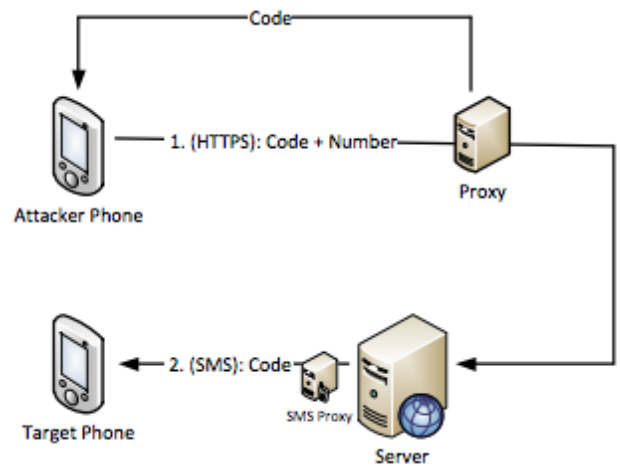 Code
1. (HTTPS): Code + Number
Attacker Phone
Proxy
2. (SMS): Code
SMS Proxy
Target Phone
Server